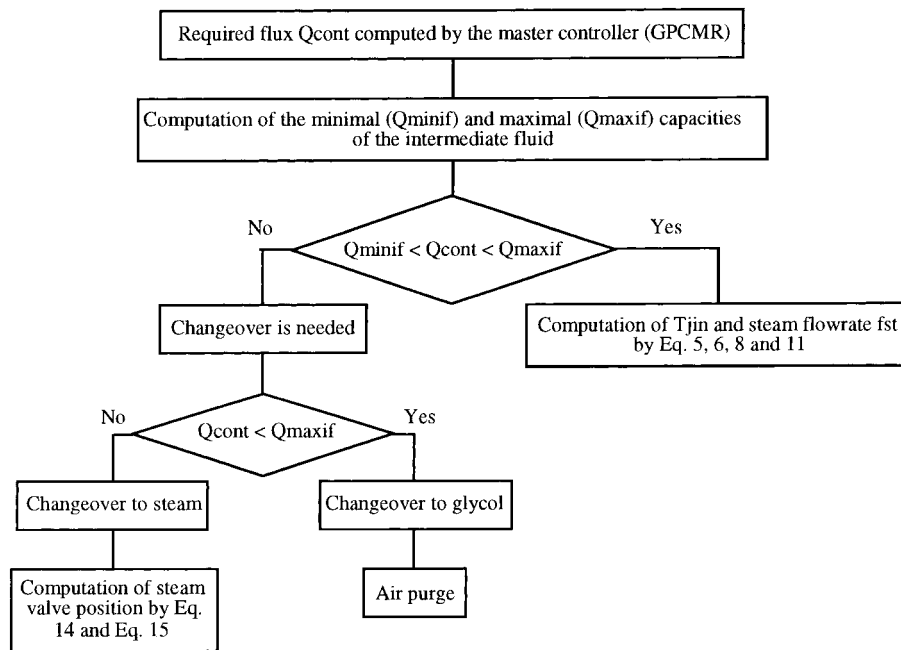 Required flux Qcont computed by the master controller (GPCMR)
Computation of the minimal (Qminif) and maximal (Qmaxif) capacities
of the intermediate fluid
No
Yes
Qminif < Qcont < Qmaxif
Changeover is needed
Computation of Tjin and steam flowrate fst
by Eq. 5, 6, 8 and 11
No
Yes
Qcont < Qmaxif
Changeover to steam
Changeover to glycol
Computation of steam
valve position by Eq.
14 and Eq. 15
Air purge